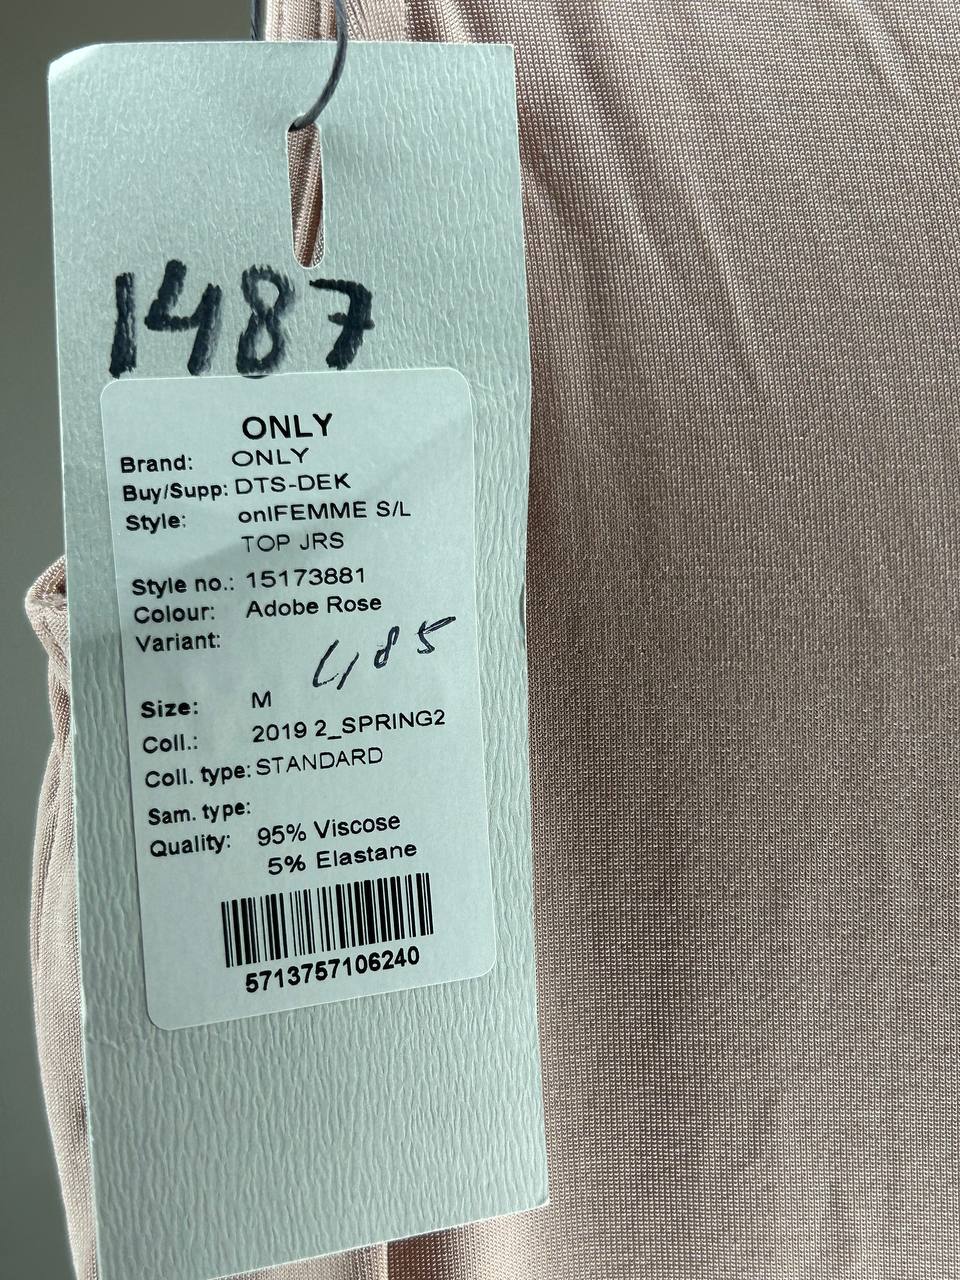 1487
ONLY
Brand: ONLY
Buy/Supp: DTS-DEK
Style: onlFEMME S/L
TOP JRS
Style no.: 15173881
Colour: Adobe Rose
Variant:
485
Size: M
Coll.: 2019 2_SPRING2
Coll. type: STANDARD
Sam. type:
Quality: 95% Viscose
5% Elastane
5713757106240